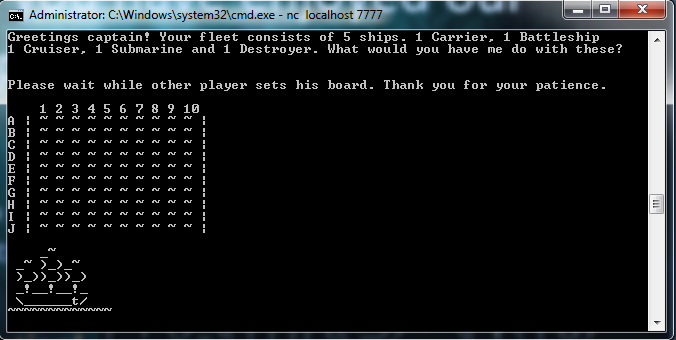 Administrator: C:\Windows\system32\cmd.exe - nc  localhost 7777
Greetings captain! Your fleet consists of 5 ships. 1 Carrier, 1 Battleship
1 Cruiser, 1 Submarine and 1 Destroyer. What would you have me do with these?
Please wait while other player sets his board. Thank you for your patience.
    1 2 3 4 5 6 7 8 9 10
A | ~ ~ ~ ~ ~ ~ ~ ~ ~ ~ |
B | ~ ~ ~ ~ ~ ~ ~ ~ ~ ~ |
C | ~ ~ ~ ~ ~ ~ ~ ~ ~ ~ |
D | ~ ~ ~ ~ ~ ~ ~ ~ ~ ~ |
E | ~ ~ ~ ~ ~ ~ ~ ~ ~ ~ |
F | ~ ~ ~ ~ ~ ~ ~ ~ ~ ~ |
G | ~ ~ ~ ~ ~ ~ ~ ~ ~ ~ |
H | ~ ~ ~ ~ ~ ~ ~ ~ ~ ~ |
I | ~ ~ ~ ~ ~ ~ ~ ~ ~ ~ |
J | ~ ~ ~ ~ ~ ~ ~ ~ ~ ~ |
    _~
 _~ )_)_~
 )_))_))_)
 _!__!__!_
 \______t/
~~~~~~~~~~~~~